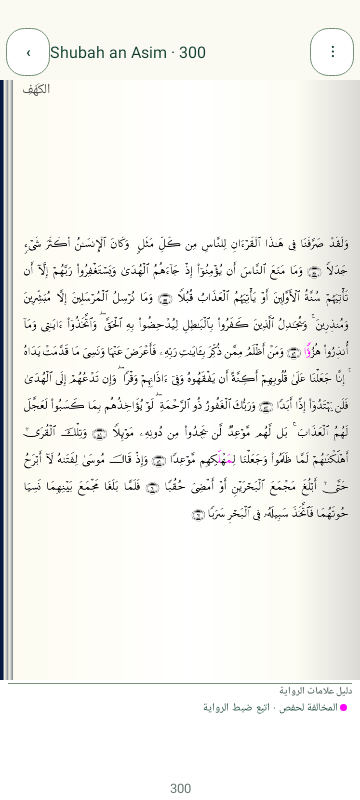 ‹ Shubah an Asim · 300 ⋮
الكهف
وَلَقَدْ صَرَّفْنَا فِى هَـٰذَا ٱلْقُرْءَانِ لِلنَّاسِ مِن كُلِّ مَثَلٍ ۚ وَكَانَ ٱلْإِنسَـٰنُ أَكْثَرَ شَىْءٍ
جَدَلًا ۝٥٤ وَمَا مَنَعَ ٱلنَّاسَ أَن يُؤْمِنُوٓا۟ إِذْ جَآءَهُمُ ٱلْهُدَىٰ وَيَسْتَغْفِرُوا۟ رَبَّهُمْ إِلَّآ أَن
تَأْتِيَهُمْ سُنَّةُ ٱلْأَوَّلِينَ أَوْ يَأْتِيَهُمُ ٱلْعَذَابُ قُبُلًا ۝٥٥ وَمَا نُرْسِلُ ٱلْمُرْسَلِينَ إِلَّا مُبَشِّرِينَ
وَمُنذِرِينَ ۚ وَيُجَـٰدِلُ ٱلَّذِينَ كَفَرُوا۟ بِٱلْبَـٰطِلِ لِيُدْحِضُوا۟ بِهِ ٱلْحَقَّ ۖ وَٱتَّخَذُوٓا۟ ءَايَـٰتِى وَمَآ
أُنذِرُوا۟ هُزُؤًا ۝٥٦ وَمَنْ أَظْلَمُ مِمَّن ذُكِّرَ بِـَٔايَـٰتِ رَبِّهِۦ فَأَعْرَضَ عَنْهَا وَنَسِىَ مَا قَدَّمَتْ يَدَاهُ
ۚ إِنَّا جَعَلْنَا عَلَىٰ قُلُوبِهِمْ أَكِنَّةً أَن يَفْقَهُوهُ وَفِىٓ ءَاذَانِهِمْ وَقْرًا ۖ وَإِن تَدْعُهُمْ إِلَى ٱلْهُدَىٰ
فَلَن يَهْتَدُوٓا۟ إِذًا أَبَدًا ۝٥٧ وَرَبُّكَ ٱلْغَفُورُ ذُو ٱلرَّحْمَةِ ۖ لَوْ يُؤَاخِذُهُم بِمَا كَسَبُوا۟ لَعَجَّلَ
لَهُمُ ٱلْعَذَابَ ۚ بَل لَّهُم مَّوْعِدٌ لَّن يَجِدُوا۟ مِن دُونِهِۦ مَوْئِلًا ۝٥٨ وَتِلْكَ ٱلْقُرَىٰٓ
أَهْلَكْنَـٰهُمْ لَمَّا ظَلَمُوا۟ وَجَعَلْنَا لِمَهْلَكِهِم مَّوْعِدًا ۝٥٩ وَإِذْ قَالَ مُوسَىٰ لِفَتَىٰهُ لَآ أَبْرَحُ
حَتَّىٰٓ أَبْلُغَ مَجْمَعَ ٱلْبَحْرَيْنِ أَوْ أَمْضِىَ حُقُبًا ۝٦٠ فَلَمَّا بَلَغَا مَجْمَعَ بَيْنِهِمَا نَسِيَا
حُوتَهُمَا فَٱتَّخَذَ سَبِيلَهُۥ فِى ٱلْبَحْرِ سَرَبًا ۝٦١
دليل علامات الرواية
المخالفة لحفص · اتبع ضبط الرواية
300